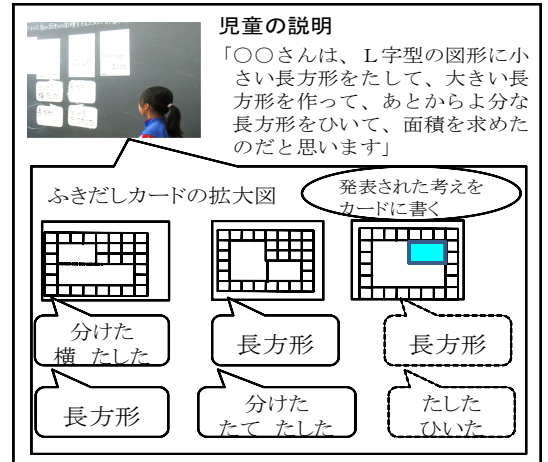 児童の説明
「○○さんは、L字型の図形に小
さい長方形をたして、大きい長
方形を作って、あとからよ分な
長方形をひいて、面積を求めた
のだと思います」
ふきだしカードの拡大図
発表された考えを
カードに書く
分けた
横 たした
長方形
長方形
長方形
分けた
たて たした
たした
ひいた